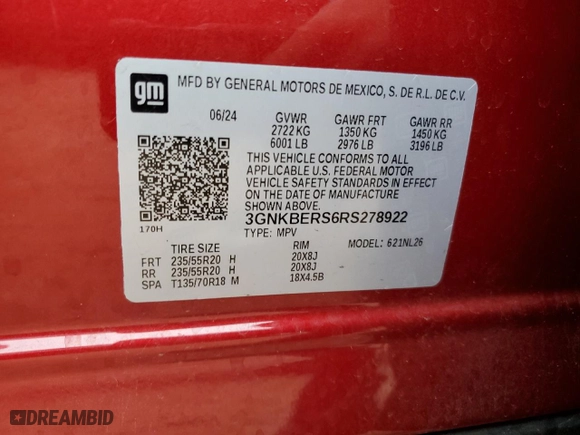 gm
MFD BY GENERAL MOTORS DE MEXICO, S. DE R.L. DE C.V.
06/24 GVWR GAWR FRT GAWR RR
2722 KG 1350 KG 1450 KG
6001 LB 2976 LB 3196 LB
THIS VEHICLE CONFORMS TO ALL
APPLICABLE U.S. FEDERAL MOTOR
VEHICLE SAFETY STANDARDS IN EFFECT
ON THE DATE OF MANUFACTURE
SHOWN ABOVE.
3GNKBERS6RS278922
170H
TYPE: MPV MODEL: 621NL26
TIRE SIZE RIM
FRT 235/55R20 H 20X8J
RR 235/55R20 H 20X8J
SPA T135/70R18 M 18X4.5B
DREAMBID